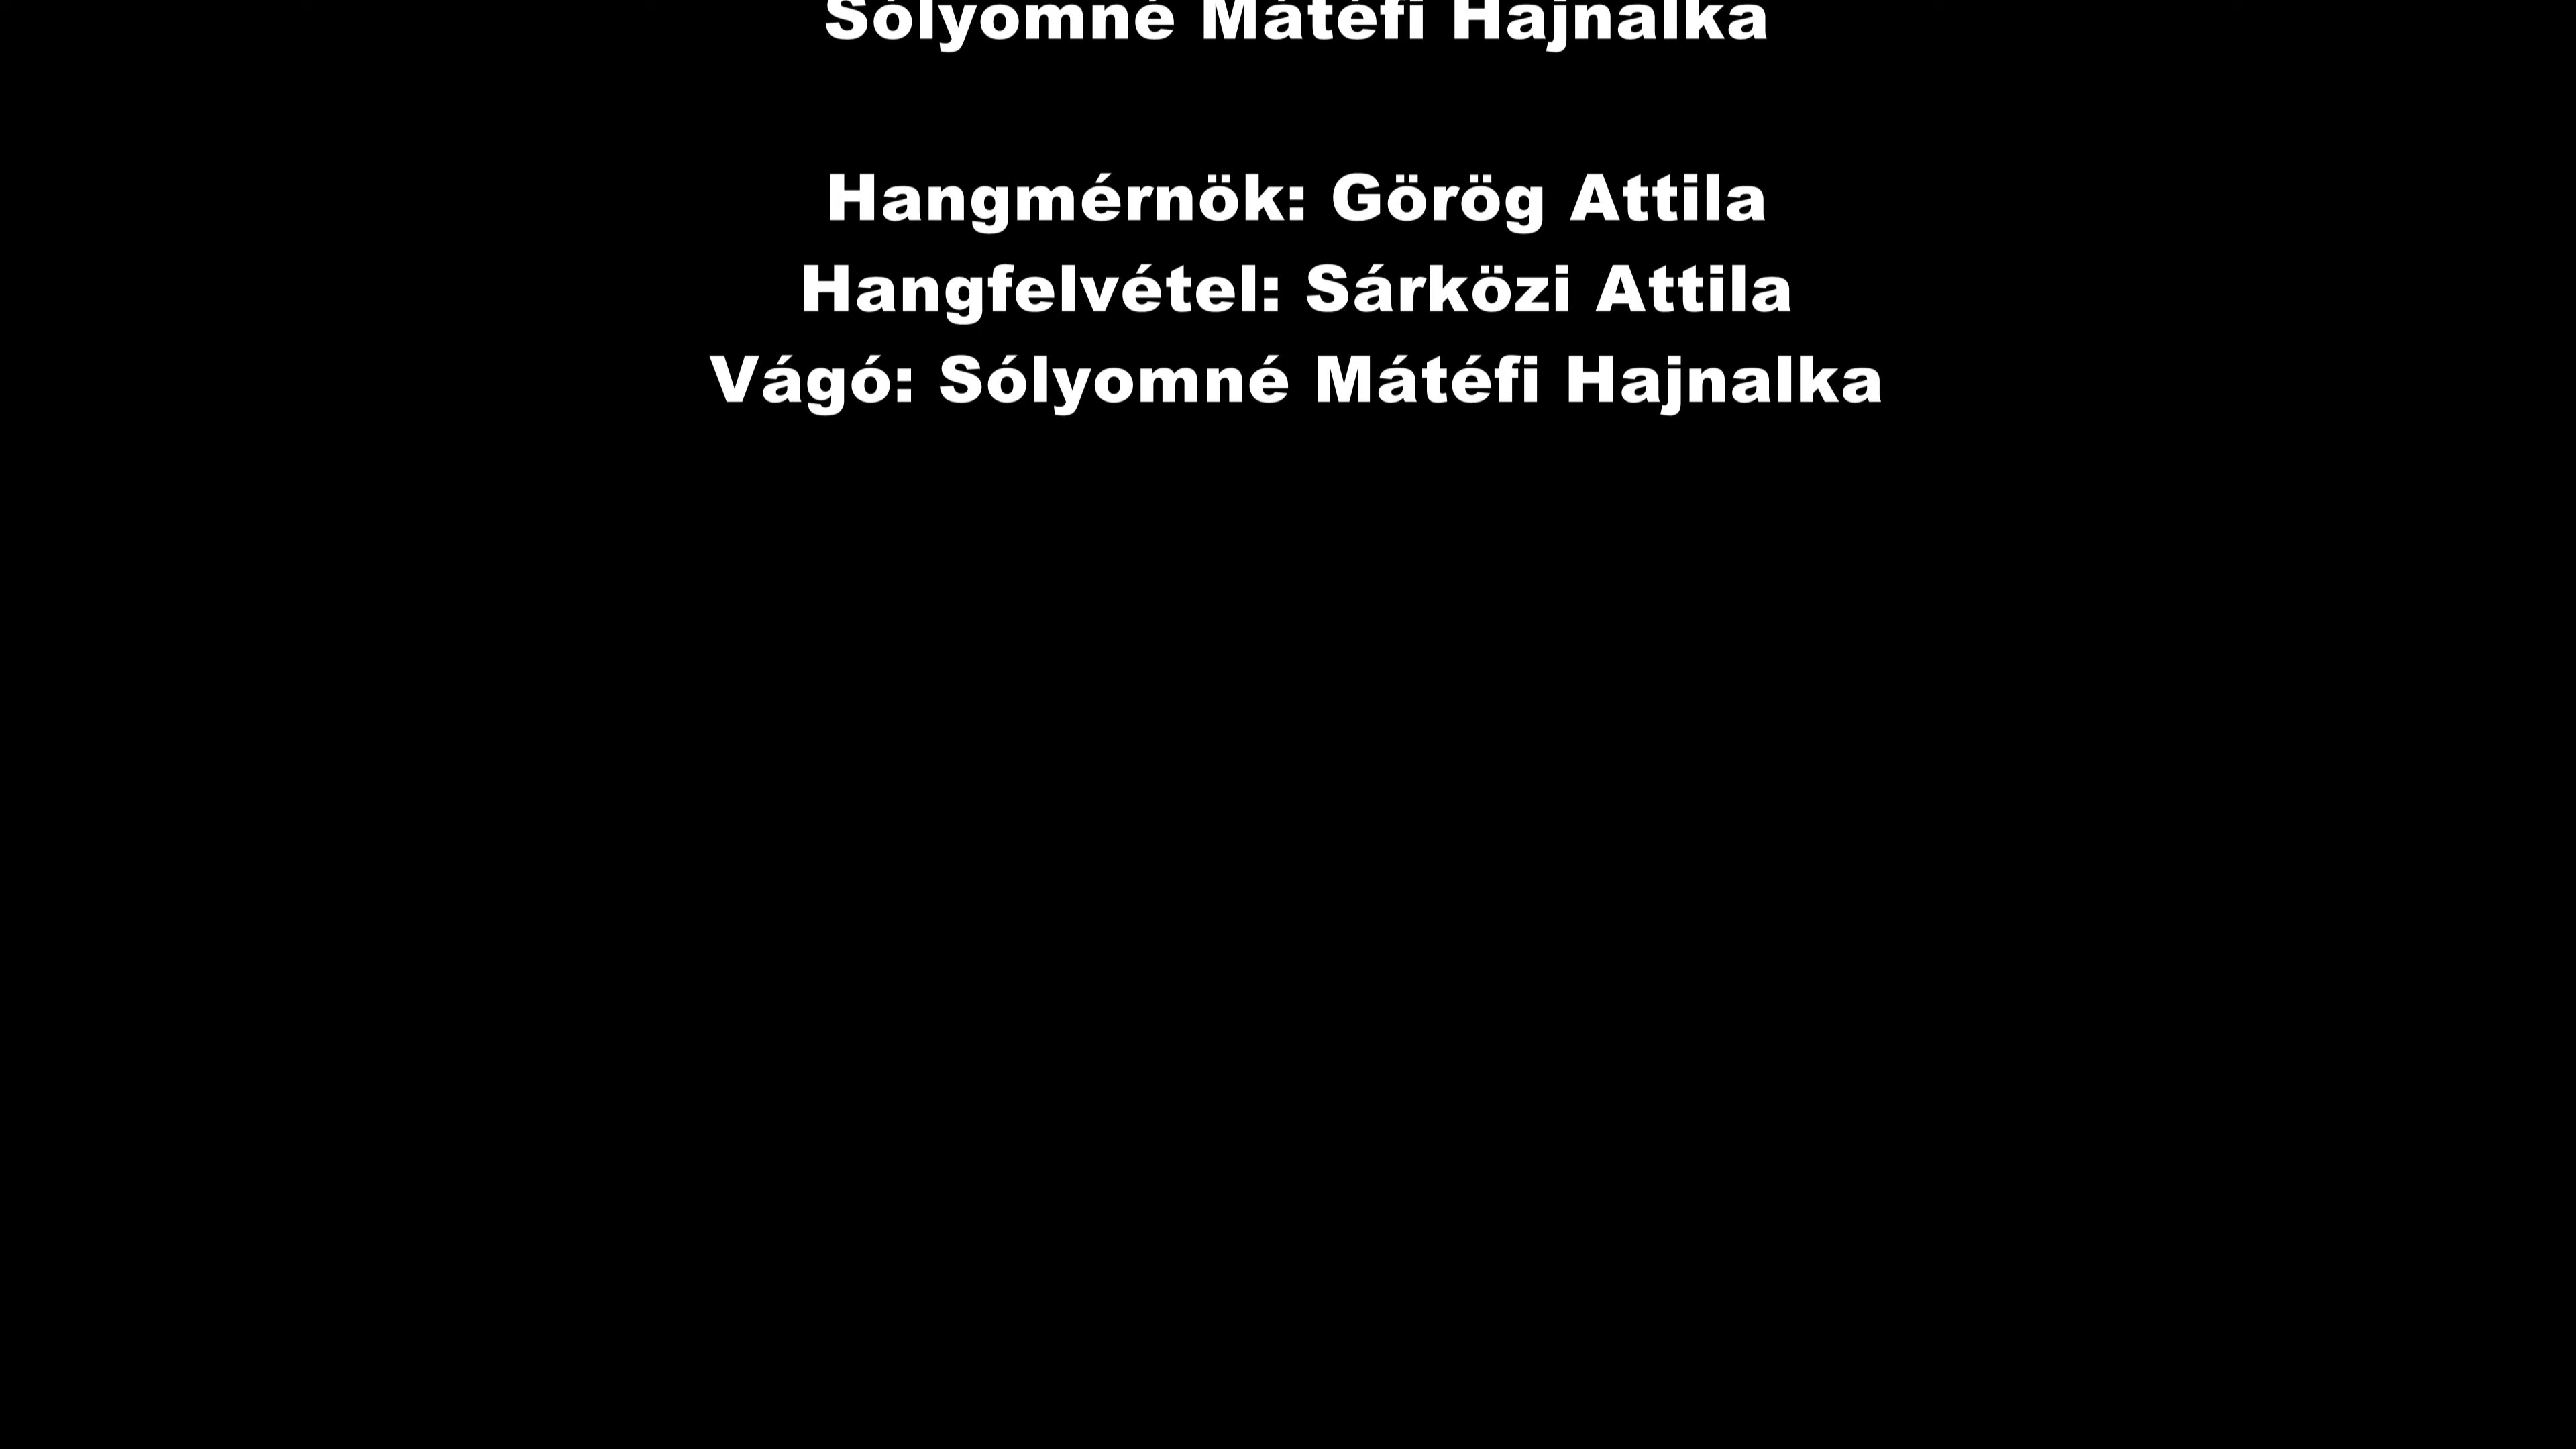 Sólyomné Mátéfi Hajnalka
Hangmérnök: Görög Attila
Hangfelvétel: Sárközi Attila
Vágó: Sólyomné Mátéfi Hajnalka